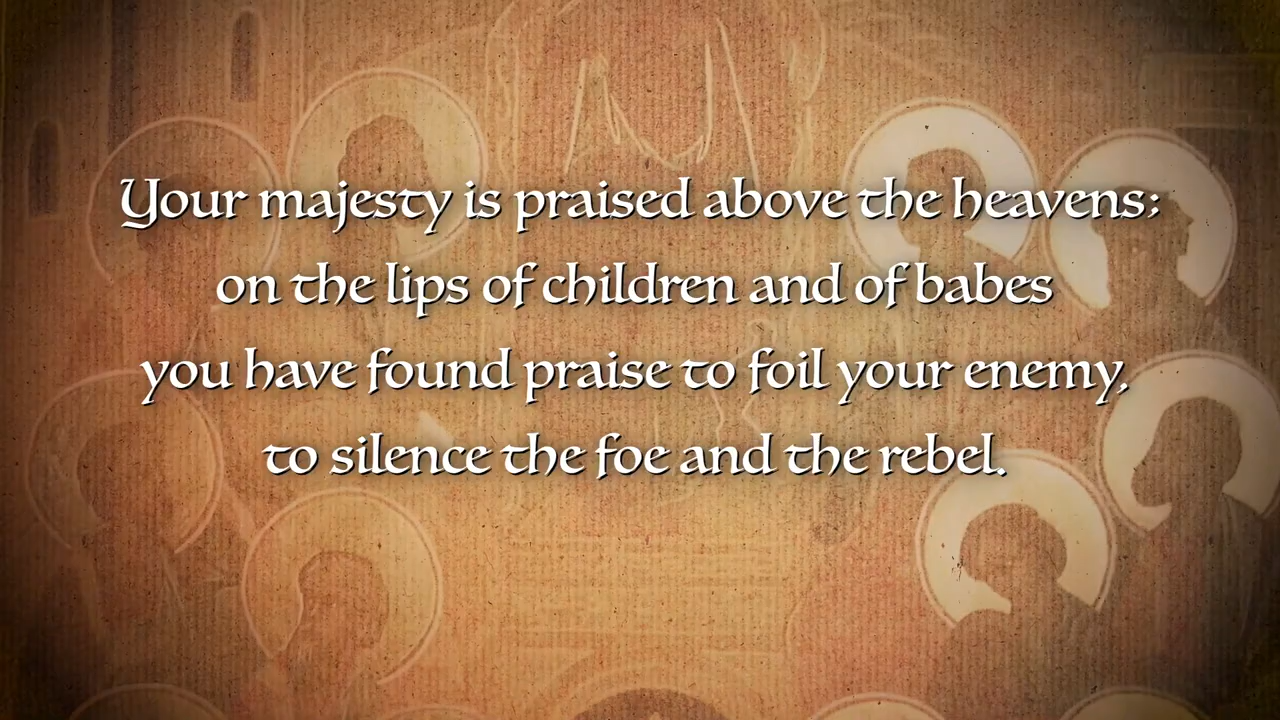 Your majesty is praised above the heavens:
on the lips of children and of babes
you have found praise to foil your enemy,
to silence the foe and the rebel.